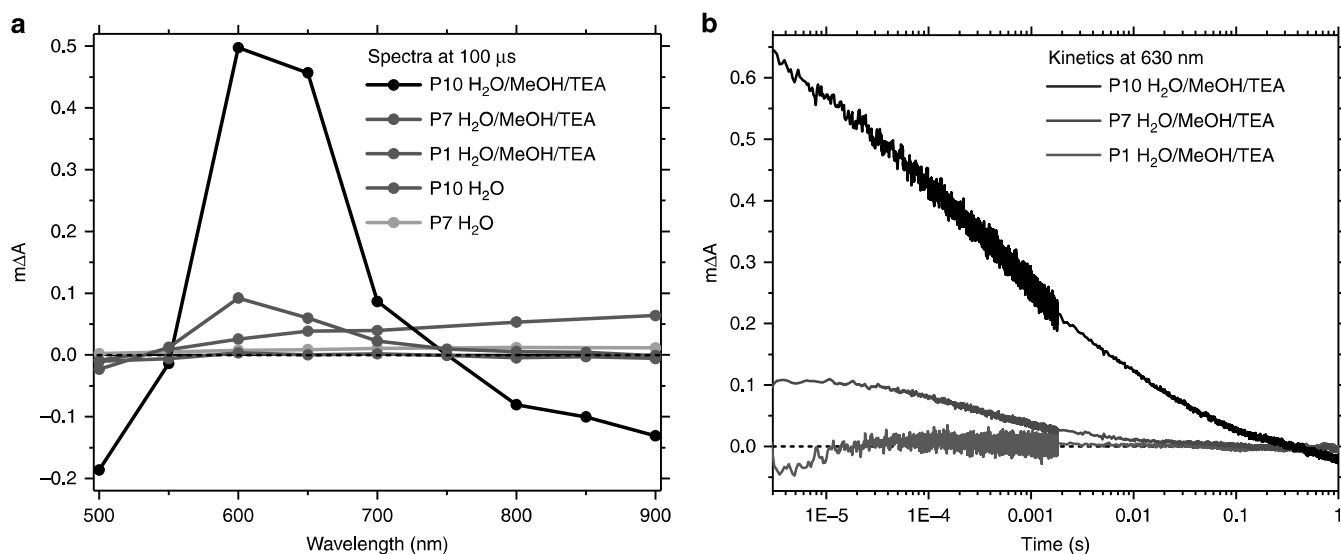 a
Spectra at 100 μs
P10 H₂O/MeOH/TEA
P7 H₂O/MeOH/TEA
P1 H₂O/MeOH/TEA
P10 H₂O
P7 H₂O
mΔA
0.5
0.4
0.3
0.2
0.1
0.0
−0.1
−0.2
500
600
700
800
900
Wavelength (nm)
b
Kinetics at 630 nm
P10 H₂O/MeOH/TEA
P7 H₂O/MeOH/TEA
P1 H₂O/MeOH/TEA
mΔA
0.6
0.5
0.4
0.3
0.2
0.1
0.0
1E–5
1E–4
0.001
0.01
0.1
1
Time (s)